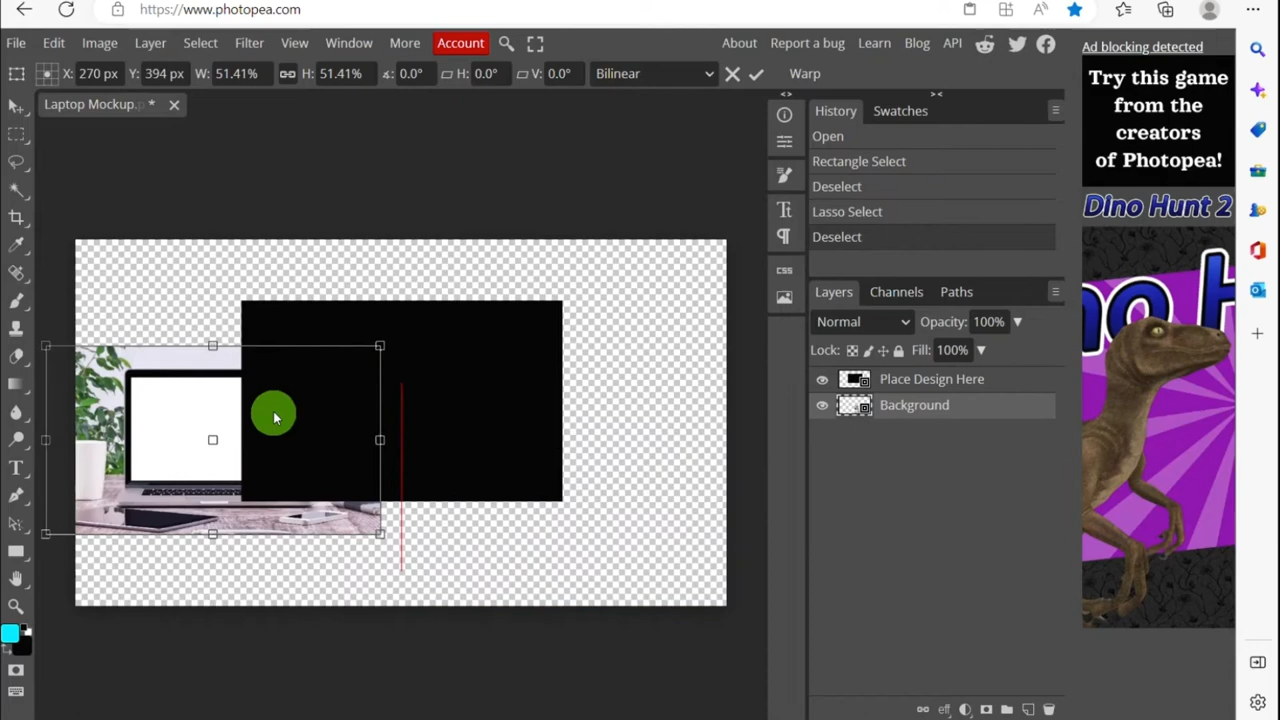 https://www.photopea.com
File Edit Image Layer Select Filter View Window More Account About Report a bug Learn Blog API
X: 270 px Y: 394 px W: 51.41% H: 51.41% 0.0° H: 0.0° V: 0.0° Bilinear Warp
Laptop Mockup.p *
History Swatches
Open
Rectangle Select
Deselect
Lasso Select
Deselect
Layers Channels Paths
Normal Opacity: 100%
Lock: Fill: 100%
Place Design Here
Background
css
eff
Ad blocking detected
Try this game
from the
creators
of Photopea!
Dino Hunt 2
no H